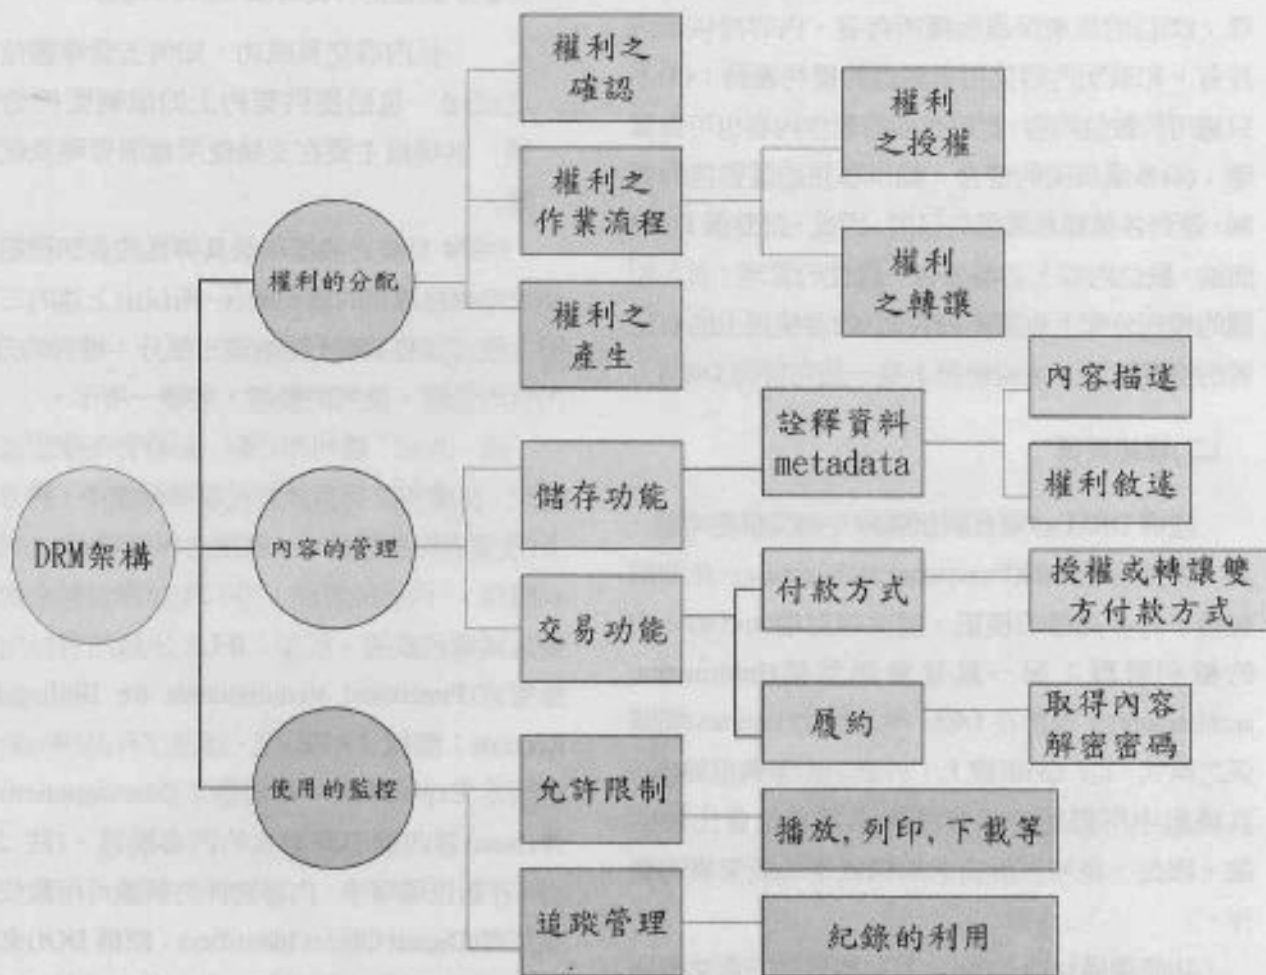 DRM架構
權利的分配
內容的管理
使用的監控
權利之
確認
權利之
作業流程
權利之
產生
權利
之授權
權利
之轉讓
儲存功能
詮釋資料
metadata
內容描述
權利敘述
交易功能
付款方式
授權或轉讓雙
方付款方式
履約
取得內容
解密密碼
允許限制
播放,列印,下載等
追蹤管理
紀錄的利用